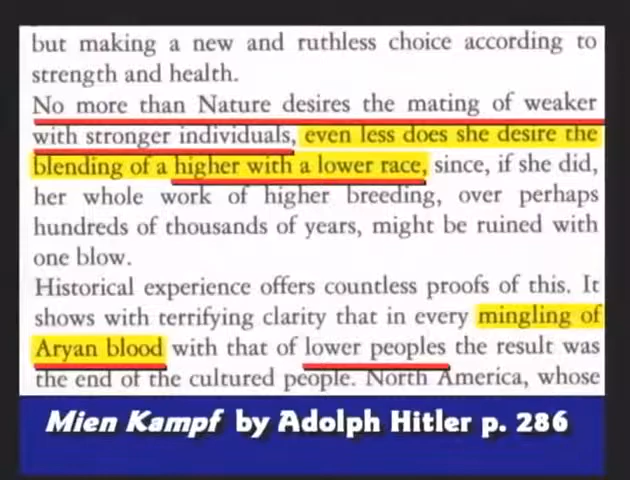 but making a new and ruthless choice according to
strength and health.
No more than Nature desires the mating of weaker
with stronger individuals, even less does she desire the
blending of a higher with a lower race, since, if she did,
her whole work of higher breeding, over perhaps
hundreds of thousands of years, might be ruined with
one blow.
Historical experience offers countless proofs of this. It
shows with terrifying clarity that in every mingling of
Aryan blood with that of lower peoples the result was
the end of the cultured people. North America, whose
Mien Kampf by Adolph Hitler p. 286